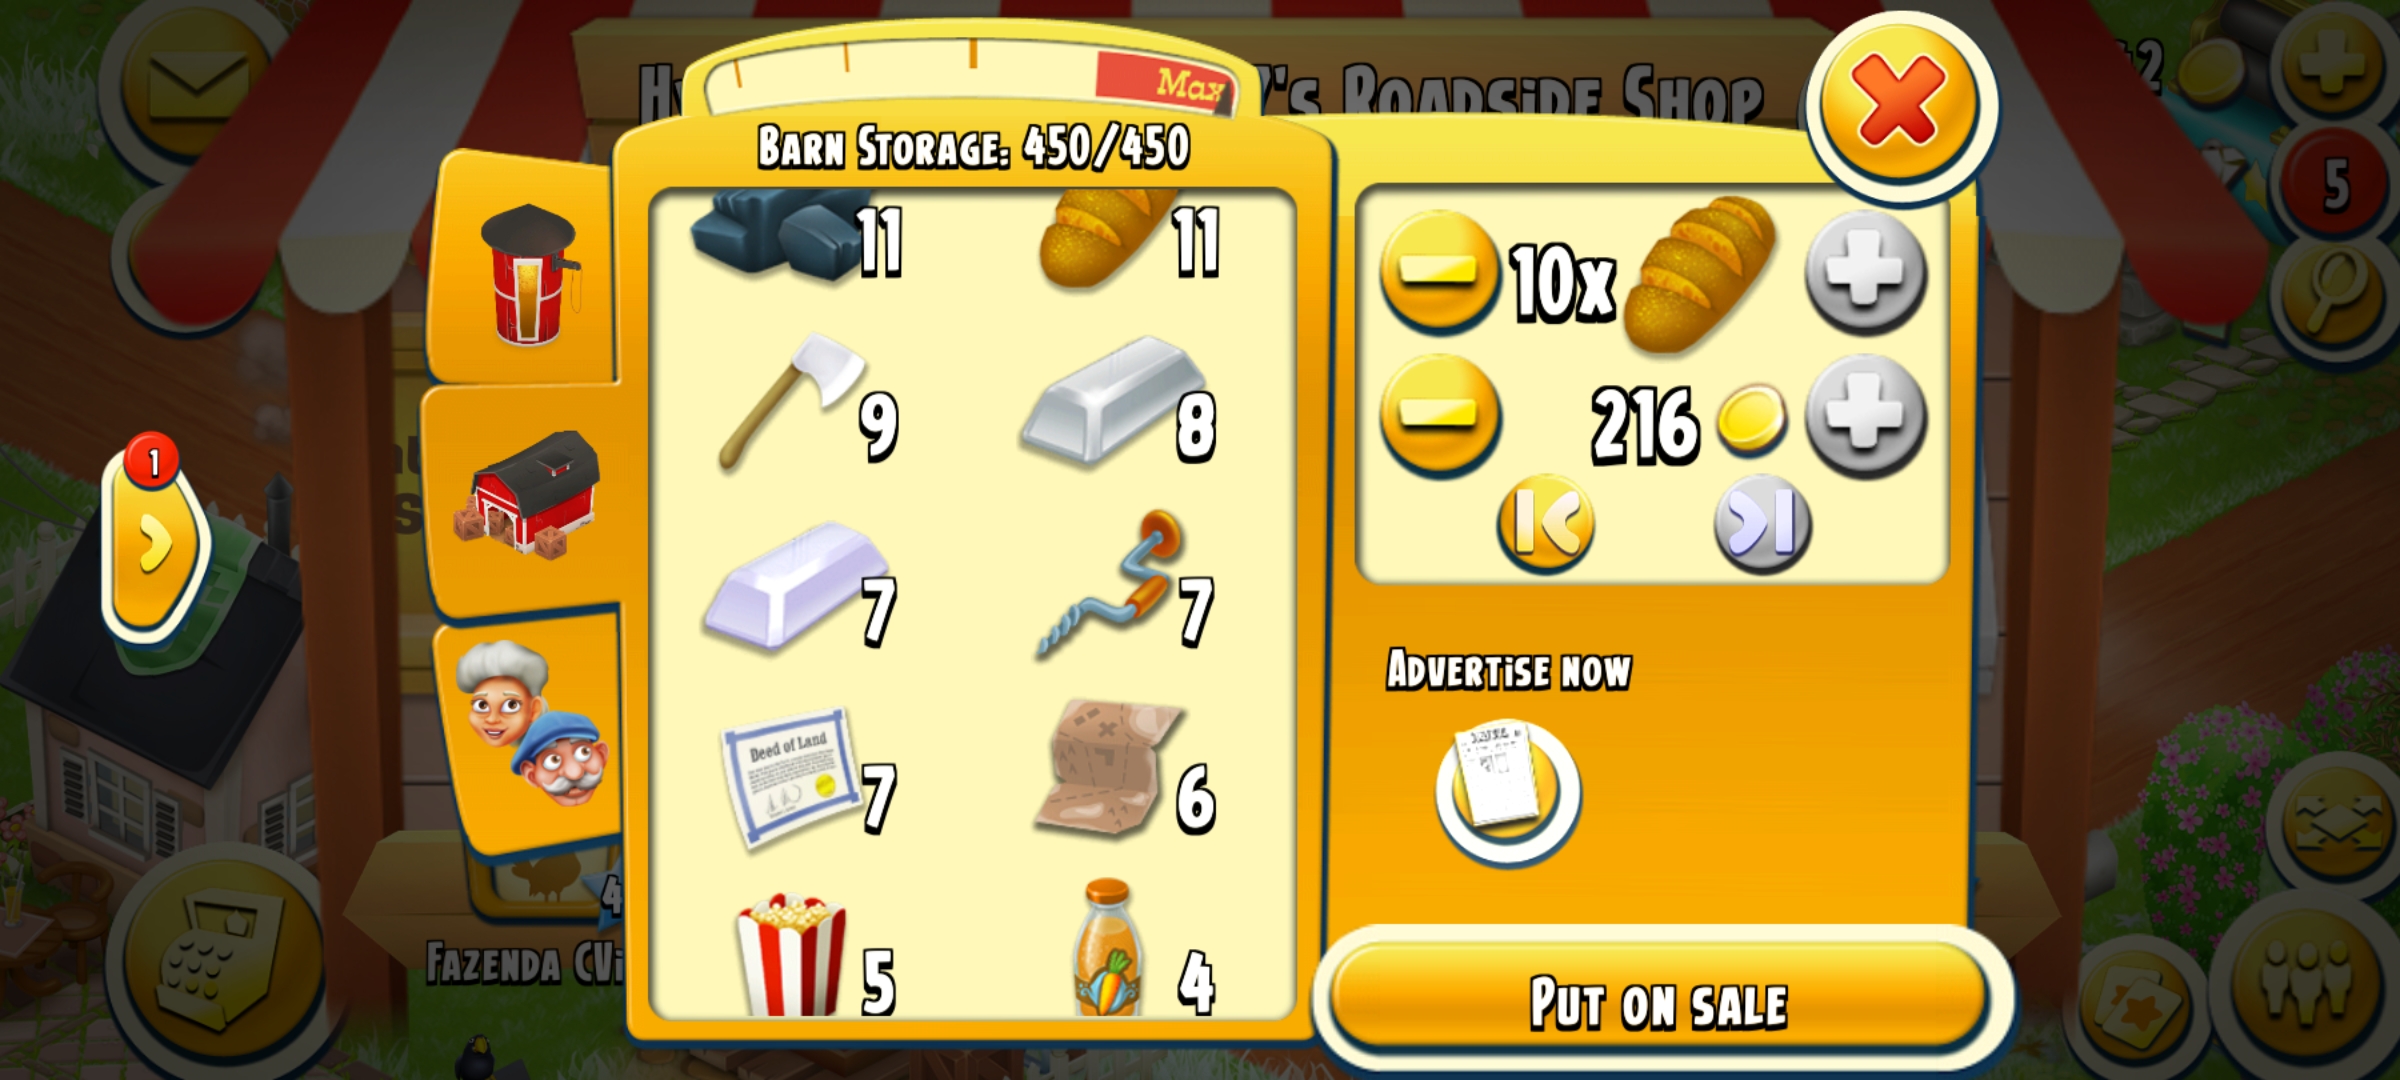 'S ROADSIDE SHOP
Max
BARN STORAGE: 450/450
5
11
11
10x
9
8
216
1
7
7
ADVERTISE NOW
Deed of Land
7
6
5
4
FAZENDA
PUT ON SALE